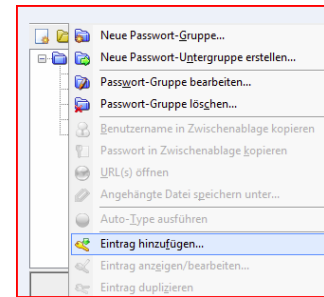 Neue Passwort-Gruppe...
Neue Passwort-Untergruppe erstellen...
Passwort-Gruppe bearbeiten...
Passwort-Gruppe löschen...
Benutzername in Zwischenablage kopieren
Passwort in Zwischenablage kopieren
URL(s) öffnen
Angehängte Datei speichern unter...
Auto-Type ausführen
Eintrag hinzufügen...
Eintrag anzeigen/bearbeiten...
Eintrag duplizieren